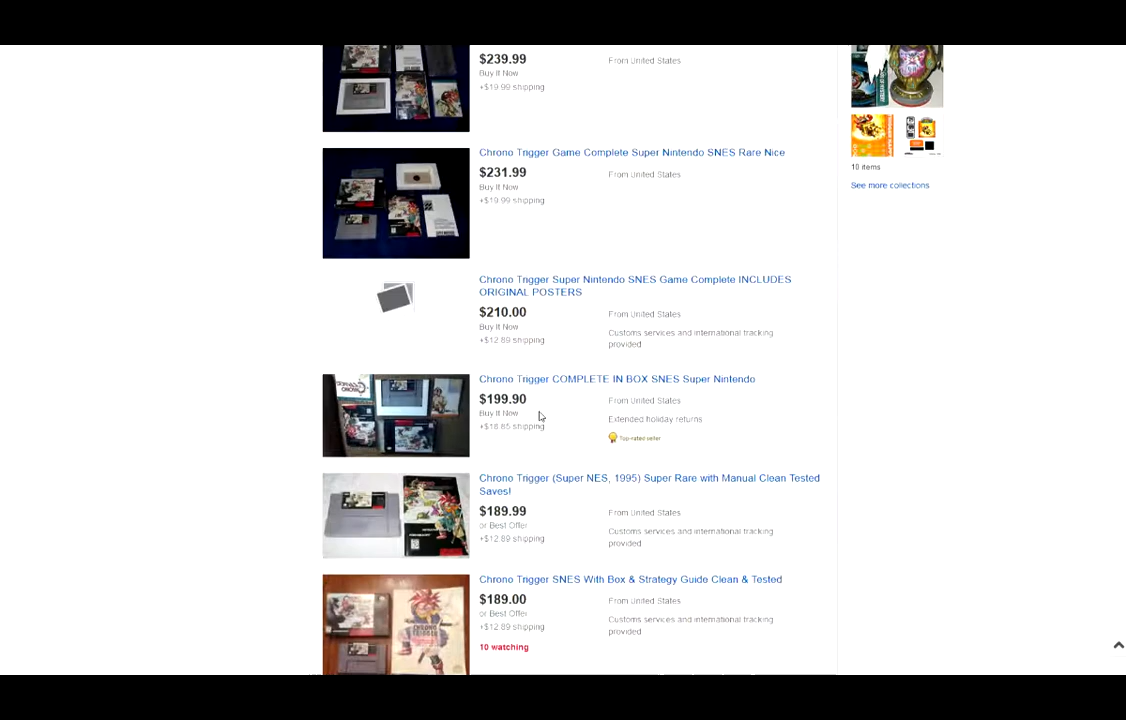 $239.99
From United States
Buy It Now
+$19.99 shipping
10 items
See more collections
Chrono Trigger Game Complete Super Nintendo SNES Rare Nice
$231.99
From United States
Buy It Now
+$19.99 shipping
Chrono Trigger Super Nintendo SNES Game Complete INCLUDES
ORIGINAL POSTERS
$210.00
From United States
Buy It Now
Customs services and international tracking
provided
+$12.89 shipping
Chrono Trigger COMPLETE IN BOX SNES Super Nintendo
$199.90
From United States
Buy It Now
Extended holiday returns
+$18.85 shipping
Top-rated seller
Chrono Trigger (Super NES, 1995) Super Rare with Manual Clean Tested
Saves!
$189.99
From United States
or Best Offer
Customs services and international tracking
provided
+$12.89 shipping
Chrono Trigger SNES With Box & Strategy Guide Clean & Tested
$189.00
From United States
or Best Offer
Customs services and international tracking
provided
+$12.89 shipping
10 watching
CHRONO
TRIGGER